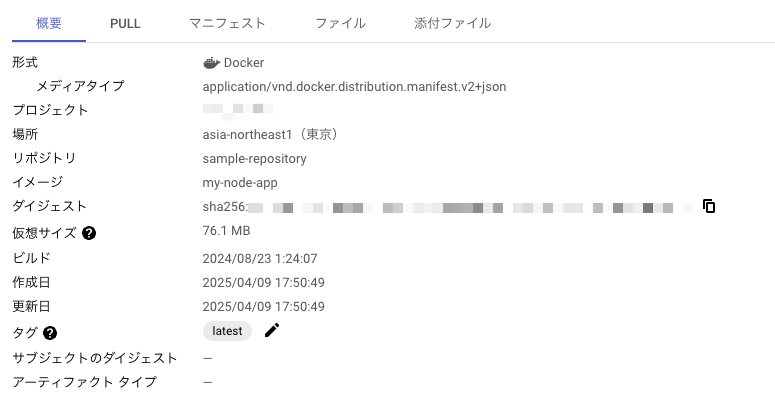 概要 PULL マニフェスト ファイル 添付ファイル
形式 Docker
メディアタイプ application/vnd.docker.distribution.manifest.v2+json
プロジェクト
場所 asia-northeast1（東京）
リポジトリ sample-repository
イメージ my-node-app
ダイジェスト sha256:
仮想サイズ ? 76.1 MB
ビルド 2024/08/23 1:24:07
作成日 2025/04/09 17:50:49
更新日 2025/04/09 17:50:49
タグ ? latest
サブジェクトのダイジェスト —
アーティファクト タイプ —